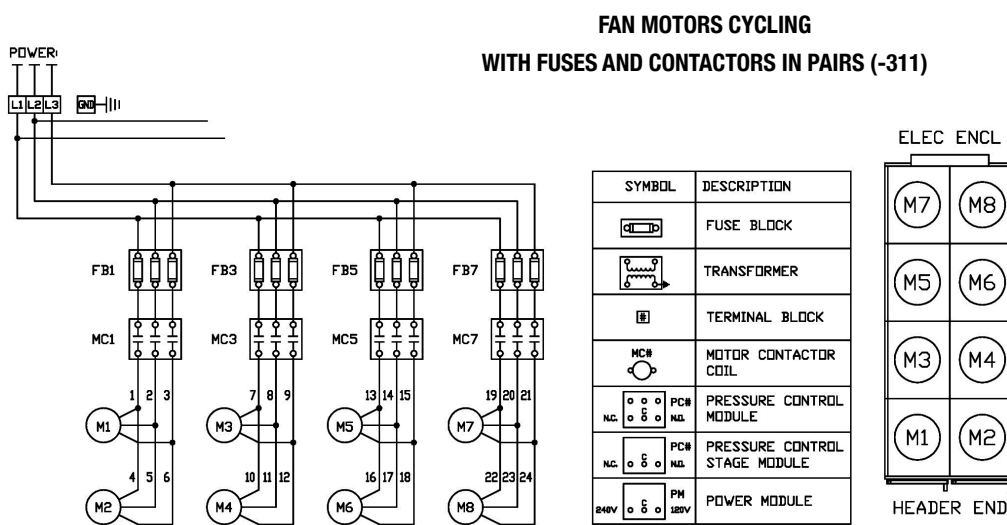 FAN MOTORS CYCLING
WITH FUSES AND CONTACTORS IN PAIRS (-311)
POWER:
L1 L2 L3 GND
FB1 FB3 FB5 FB7
MC1 MC3 MC5 MC7
1 2 3 7 8 9 13 14 15 19 20 21
M1 M3 M5 M7
4 5 6 10 11 12 16 17 18 22 23 24
M2 M4 M6 M8
SYMBOL DESCRIPTION
FUSE BLOCK
TRANSFORMER
# TERMINAL BLOCK
MC# MOTOR CONTACTOR
COIL
PC# PRESSURE CONTROL
N.C. C N.O. MODULE
PC# PRESSURE CONTROL
N.C. C N.O. STAGE MODULE
PM
240V C 120V POWER MODULE
ELEC ENCL
M7 M8
M5 M6
M3 M4
M1 M2
HEADER END